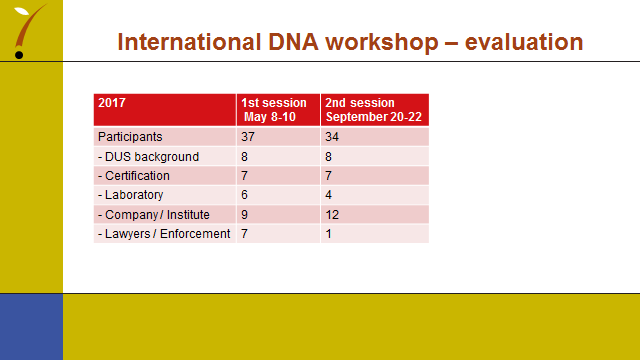 International DNA workshop – evaluation
2017 1st session 2nd session
May 8-10 September 20-22
Participants 37 34
- DUS background 8 8
- Certification 7 7
- Laboratory 6 4
- Company / Institute 9 12
- Lawyers / Enforcement 7 1